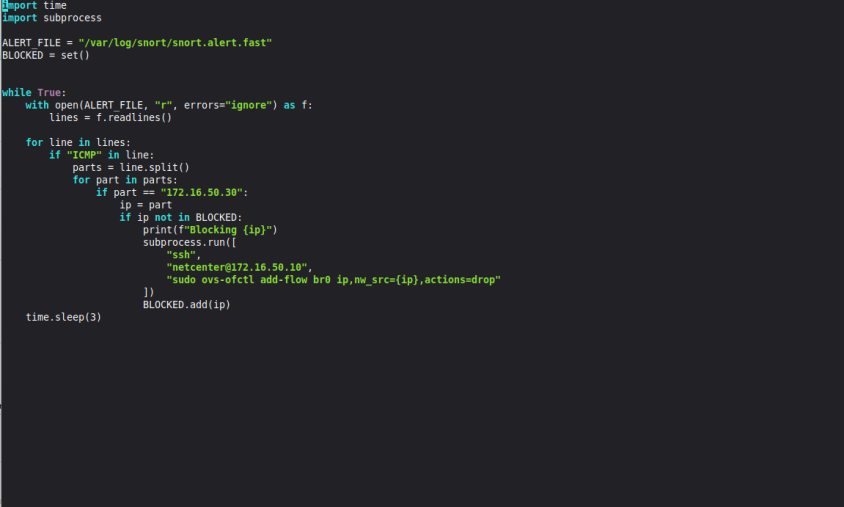 import time
import subprocess

ALERT_FILE = "/var/log/snort/snort.alert.fast"
BLOCKED = set()


while True:
    with open(ALERT_FILE, "r", errors="ignore") as f:
        lines = f.readlines()

    for line in lines:
        if "ICMP" in line:
            parts = line.split()
            for part in parts:
                if part == "172.16.50.30":
                    ip = part
                    if ip not in BLOCKED:
                        print(f"Blocking {ip}")
                        subprocess.run([
                            "ssh",
                            "netcenter@172.16.50.10",
                            "sudo ovs-ofctl add-flow br0 ip,nw_src={ip},actions=drop"
                        ])
                        BLOCKED.add(ip)
    time.sleep(3)